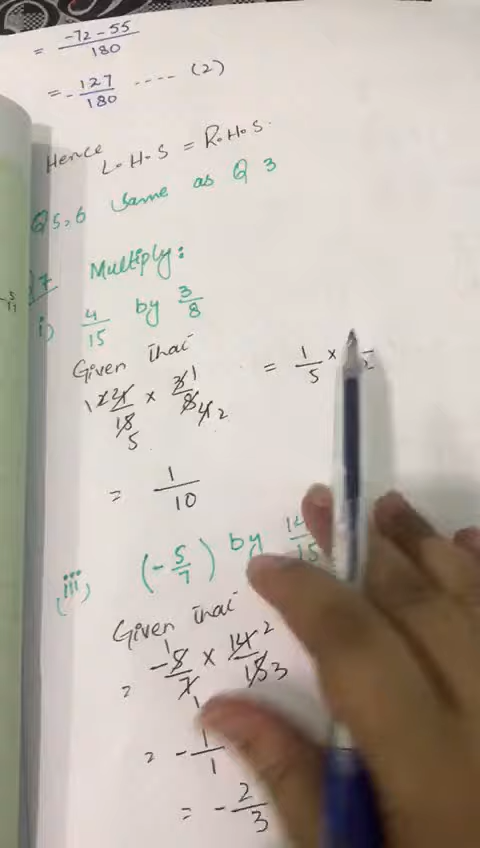 = -72-55/180
= -127/180 ---- (2)
Hence L.H.S = R.H.S.
Q5,6 Same as Q 3
Q7 Multiply:
i) 4/15 by 3/8
Given that
4/15 × 3/8 = 1/5 ×
= 1/10
(iii) (-5/7) by 14/15
Given that
= -5/7 × 14/15
= -1/1
= -2/3